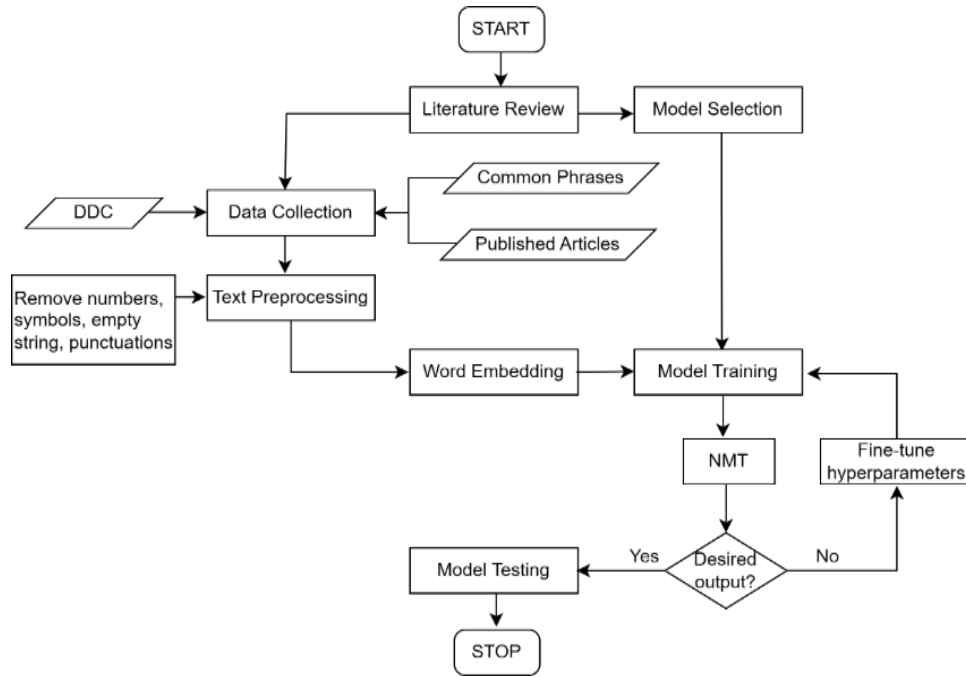 START
Literature Review
Model Selection
Common Phrases
DDC
Data Collection
Published Articles
Remove numbers,
symbols, empty
string, punctuations
Text Preprocessing
Word Embedding
Model Training
NMT
Fine-tune
hyperparameters
Yes
Desired
output?
No
Model Testing
STOP